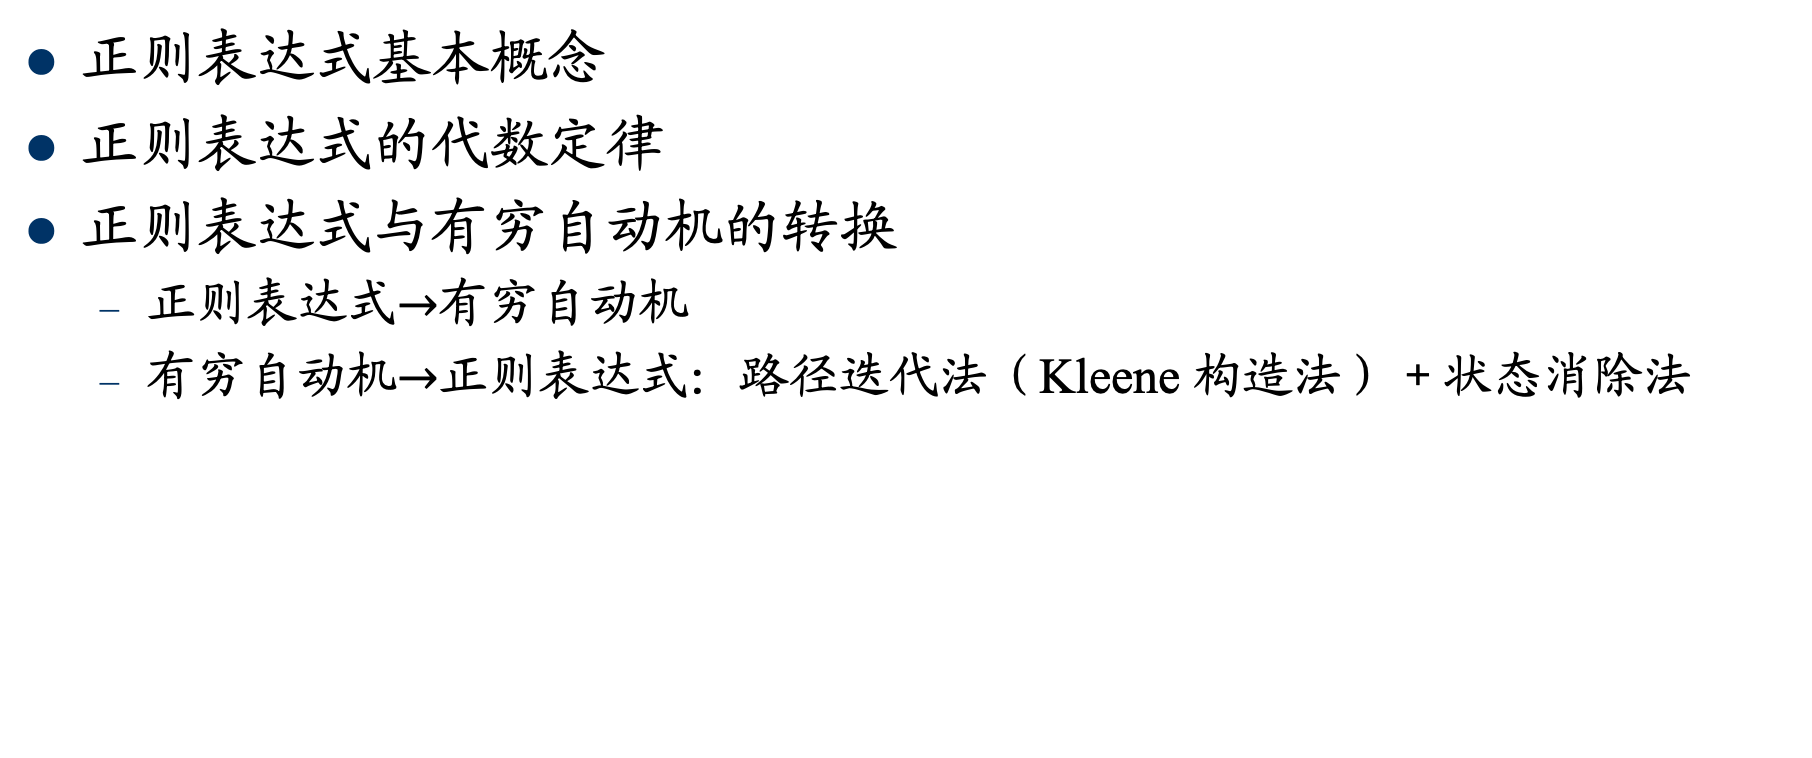 ● 正则表达式基本概念
● 正则表达式的代数定律
● 正则表达式与有穷自动机的转换
– 正则表达式→有穷自动机
– 有穷自动机→正则表达式：路径迭代法（Kleene 构造法）+ 状态消除法